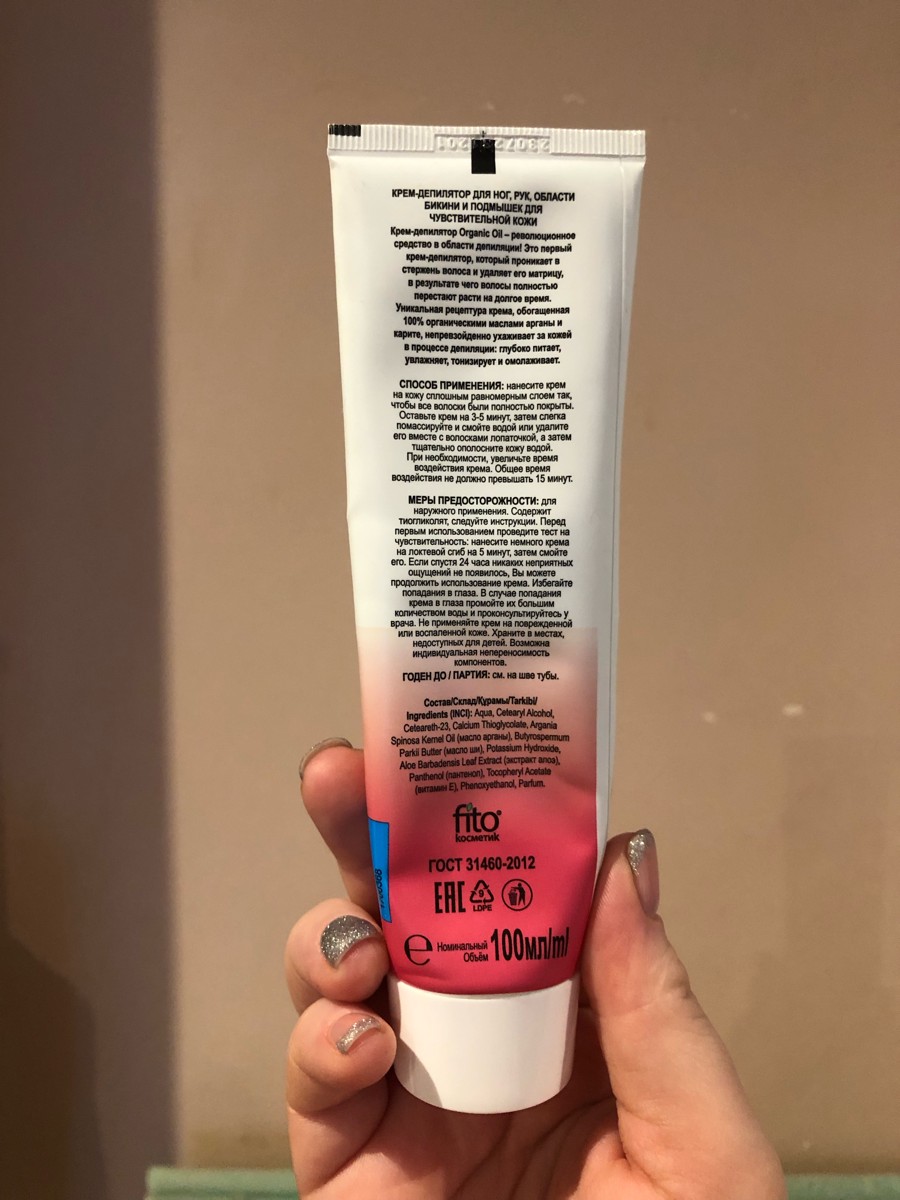 КРЕМ-ДЕПИЛЯТОР ДЛЯ НОГ, РУК, ОБЛАСТИ
БИКИНИ И ПОДМЫШЕК ДЛЯ
ЧУВСТВИТЕЛЬНОЙ КОЖИ
Крем-депилятор Organic Oil – революционное
средство в области депиляции! Это первый
крем-депилятор, который проникает в
стержень волоса и удаляет его матрицу,
в результате чего волосы полностью
перестают расти на долгое время.
Уникальная рецептура крема, обогащенная
100% органическими маслами арганы и
карите, непревзойденно ухаживает за кожей
в процессе депиляции: глубоко питает,
увлажняет, тонизирует и омолаживает.
СПОСОБ ПРИМЕНЕНИЯ: нанесите крем
на кожу сплошным равномерным слоем так,
чтобы все волоски были полностью покрыты.
Оставьте крем на 3-5 минут, затем слегка
помассируйте и смойте водой или удалите
его вместе с волосками лопаточкой, а затем
тщательно ополосните кожу водой.
При необходимости, увеличьте время
воздействия крема. Общее время
воздействия не должно превышать 15 минут.
МЕРЫ ПРЕДОСТОРОЖНОСТИ: для
наружного применения. Содержит
тиогликолят, следуйте инструкции. Перед
первым использованием проведите тест на
чувствительность: нанесите немного крема
на локтевой сгиб на 5 минут, затем смойте
его. Если спустя 24 часа никаких неприятных
ощущений не появилось, Вы можете
продолжить использование крема. Избегайте
попадания в глаза. В случае попадания
крема в глаза промойте их большим
количеством воды и проконсультируйтесь у
врача. Не применяйте крем на поврежденной
или воспаленной коже. Храните в местах,
недоступных для детей. Возможна
индивидуальная непереносимость
компонентов.
ГОДЕН ДО / ПАРТИЯ: см. на шве тубы.
Состав/Склад/Құрамы/Tarkibi/
Ingredients (INCI): Aqua, Cetearyl Alcohol,
Ceteareth-23, Calcium Thioglycolate, Argania
Spinosa Kernel Oil (масло арганы), Butyrospermum
Parkii Butter (масло ши), Potassium Hydroxide,
Aloe Barbadensis Leaf Extract (экстракт алоэ),
Panthenol (пантенол), Tocopheryl Acetate
(витамин Е), Phenoxyethanol, Parfum.
fito®
косметик
ГОСТ 31460-2012
EAC 9
LDPE
e Номинальный
Объём 100мл/ml